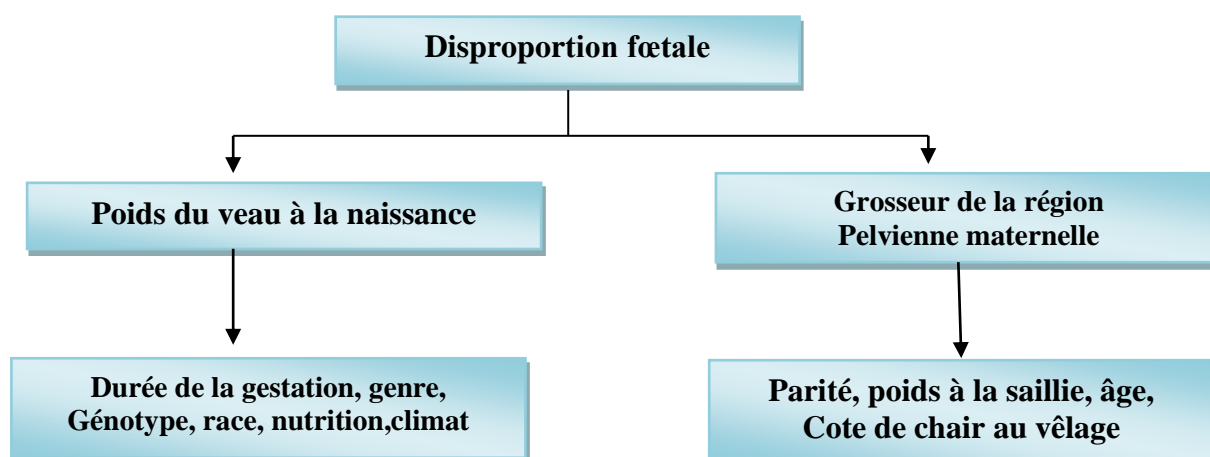 Disproportion fœtale
Poids du veau à la naissance
Grosseur de la région
Pelvienne maternelle
Durée de la gestation, genre,
Génotype, race, nutrition,climat
Parité, poids à la saillie, âge,
Cote de chair au vêlage